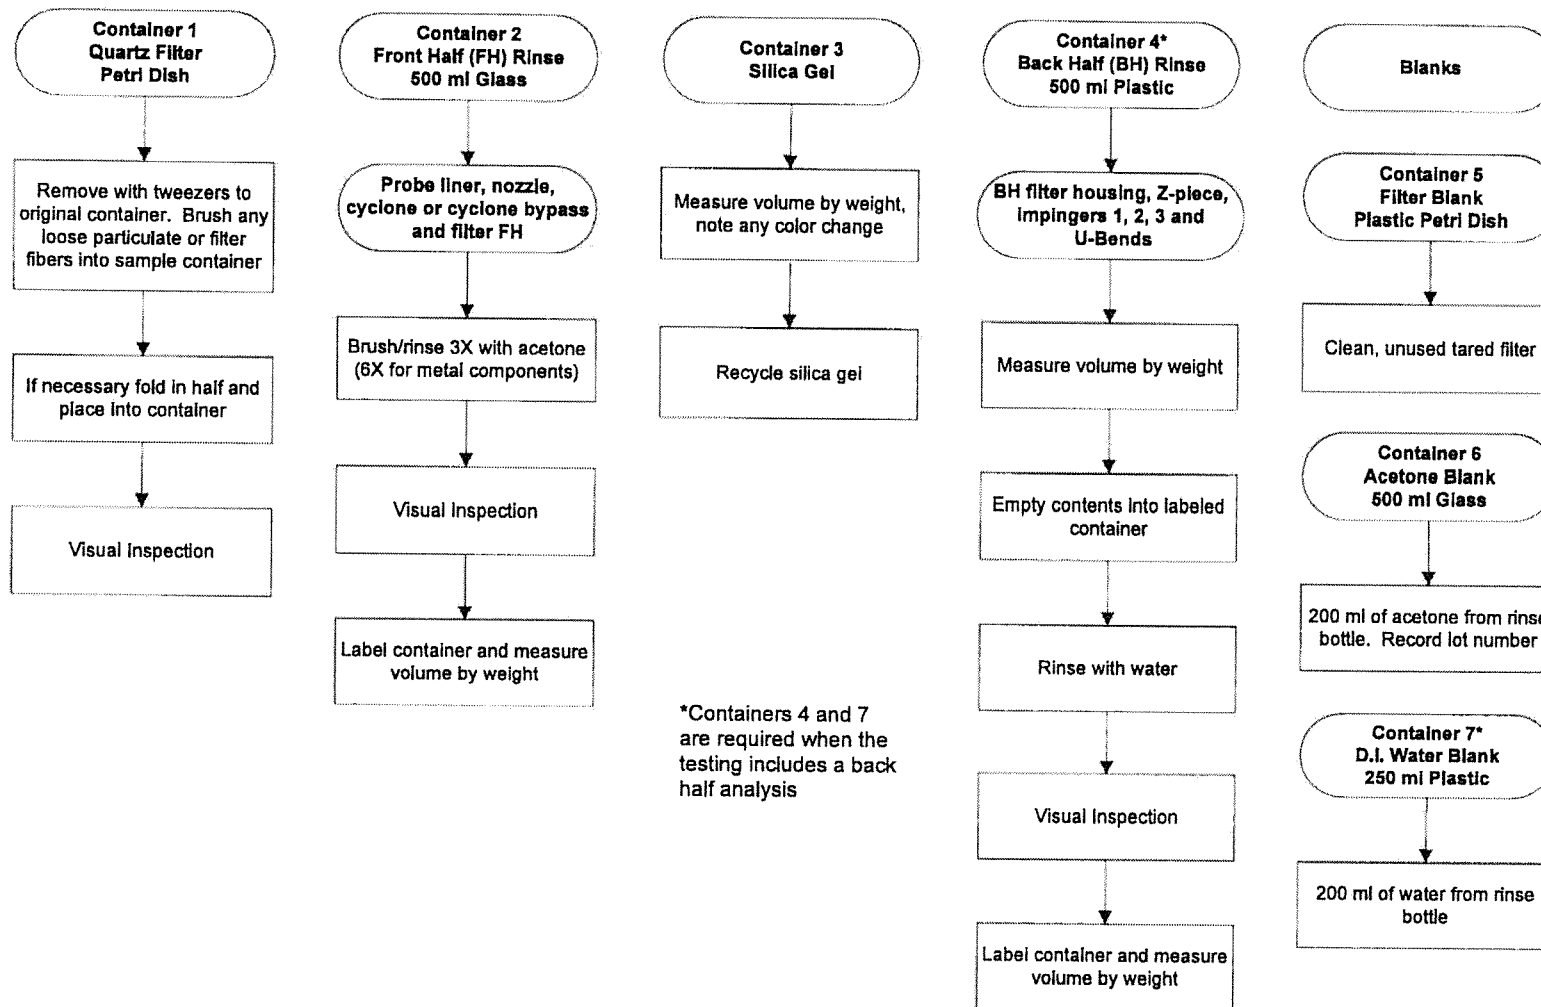 Container 1
Quartz Filter
Petri Dish
Remove with tweezers to
original container. Brush any
loose particulate or filter
fibers into sample container
If necessary fold in half and
place into container
Visual Inspection
Container 2
Front Half (FH) Rinse
500 ml Glass
Probe liner, nozzle,
cyclone or cyclone bypass
and filter FH
Brush/rinse 3X with acetone
(6X for metal components)
Visual Inspection
Label container and measure
volume by weight
Container 3
Silica Gel
Measure volume by weight,
note any color change
Recycle silica gel
*Containers 4 and 7
are required when the
testing includes a back
half analysis
Container 4*
Back Half (BH) Rinse
500 ml Plastic
BH filter housing, Z-piece,
impingers 1, 2, 3 and
U-Bends
Measure volume by weight
Empty contents into labeled
container
Rinse with water
Visual Inspection
Label container and measure
volume by weight
Blanks
Container 5
Filter Blank
Plastic Petri Dish
Clean, unused tared filter
Container 6
Acetone Blank
500 ml Glass
200 ml of acetone from rinse
bottle. Record lot number
Container 7*
D.I. Water Blank
250 ml Plastic
200 ml of water from rinse
bottle